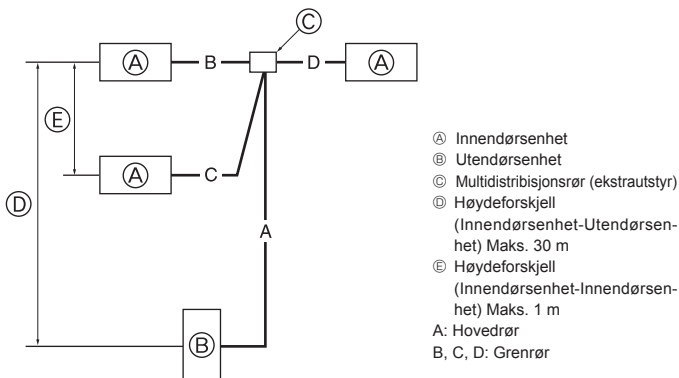 Ⓒ
Ⓐ B D Ⓐ
Ⓔ
Ⓐ C
Ⓓ
A
Ⓑ
Ⓐ Innendørsenhet
Ⓑ Utendørsenhet
Ⓒ Multidistribisjonsrør (ekstrautstyr)
Ⓓ Høydeforskjell
(Innendørsenhet-Utendørsen-
het) Maks. 30 m
Ⓔ Høydeforskjell
(Innendørsenhet-Innendørsen-
het) Maks. 1 m
A: Hovedrør
B, C, D: Grenrør